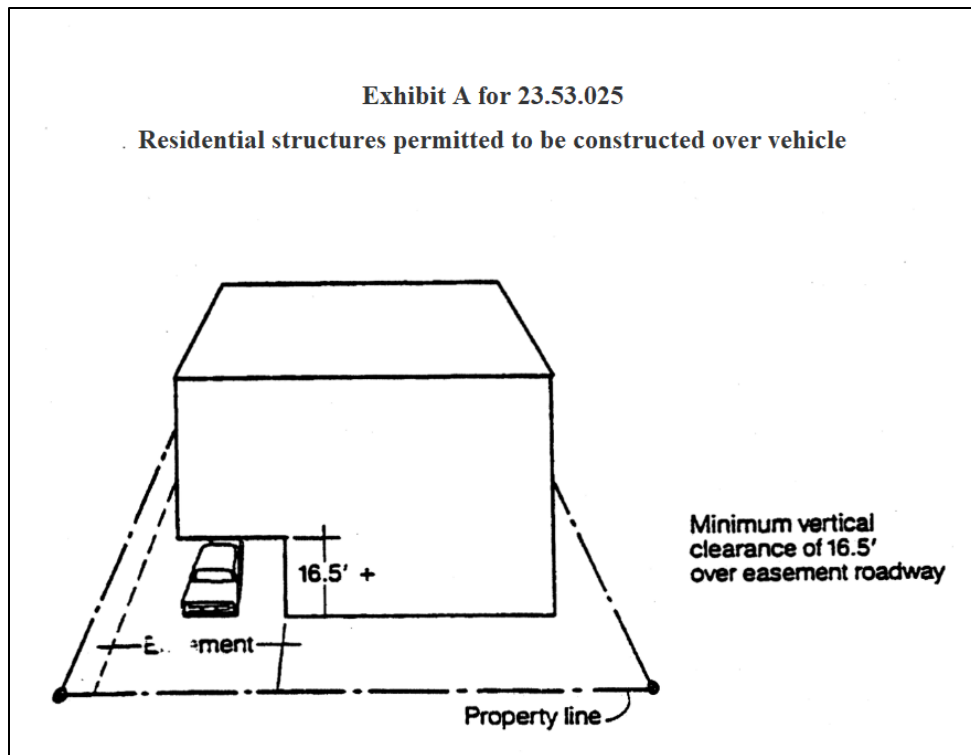 Exhibit A for 23.53.025
Residential structures permitted to be constructed over vehicle
16.5' +
Minimum vertical
clearance of 16.5'
over easement roadway
Property line